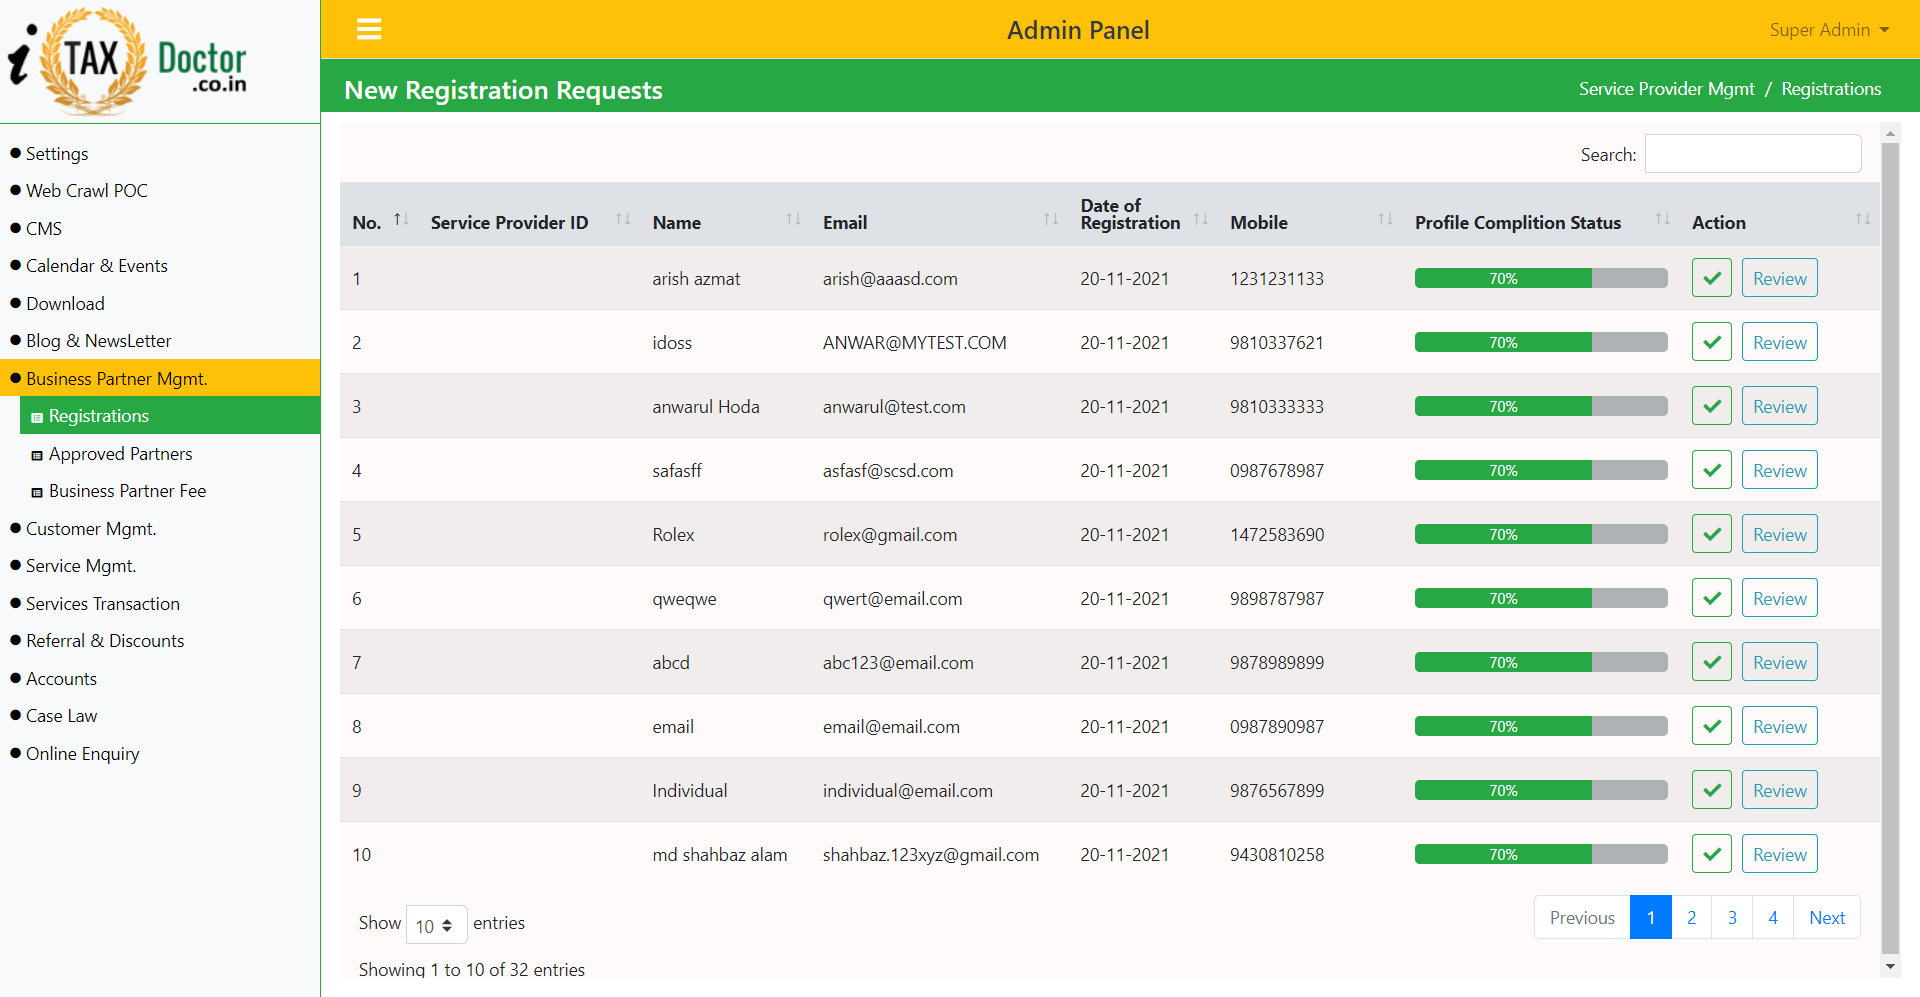 i TAX Doctor
.co.in
Admin Panel
Super Admin
New Registration Requests
Service Provider Mgmt / Registrations
Settings
Web Crawl POC
CMS
Calendar & Events
Download
Blog & NewsLetter
Business Partner Mgmt.
Registrations
Approved Partners
Business Partner Fee
Customer Mgmt.
Service Mgmt.
Services Transaction
Referral & Discounts
Accounts
Case Law
Online Enquiry
Search:
No. Service Provider ID Name Email Date of Registration Mobile Profile Complition Status Action
1 arish azmat arish@aaasd.com 20-11-2021 1231231133 70% Review
2 idoss ANWAR@MYTEST.COM 20-11-2021 9810337621 70% Review
3 anwarul Hoda anwarul@test.com 20-11-2021 9810333333 70% Review
4 safasff asfasf@scsd.com 20-11-2021 0987678987 70% Review
5 Rolex rolex@gmail.com 20-11-2021 1472583690 70% Review
6 qweqwe qwert@email.com 20-11-2021 9898787987 70% Review
7 abcd abc123@email.com 20-11-2021 9878989899 70% Review
8 email email@email.com 20-11-2021 0987890987 70% Review
9 Individual individual@email.com 20-11-2021 9876567899 70% Review
10 md shahbaz alam shahbaz.123xyz@gmail.com 20-11-2021 9430810258 70% Review
Show 10 entries
Previous 1 2 3 4 Next
Showing 1 to 10 of 32 entries